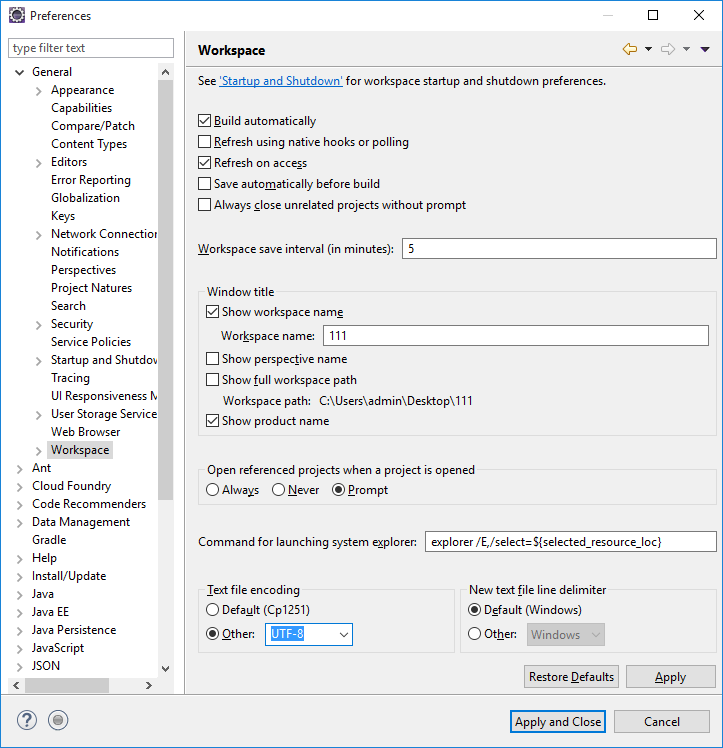 Preferences
type filter text
General
Appearance
Capabilities
Compare/Patch
Content Types
Editors
Error Reporting
Globalization
Keys
Network Connection
Notifications
Perspectives
Project Natures
Search
Security
Service Policies
Startup and Shutdov
Tracing
UI Responsiveness M
User Storage Service
Web Browser
Workspace
Ant
Cloud Foundry
Code Recommenders
Data Management
Gradle
Help
Install/Update
Java
Java EE
Java Persistence
JavaScript
JSON
Workspace
See 'Startup and Shutdown' for workspace startup and shutdown preferences.
Build automatically
Refresh using native hooks or polling
Refresh on access
Save automatically before build
Always close unrelated projects without prompt
Workspace save interval (in minutes): 5
Window title
Show workspace name
Workspace name: 111
Show perspective name
Show full workspace path
Workspace path: C:\Users\admin\Desktop\111
Show product name
Open referenced projects when a project is opened
Always Never Prompt
Command for launching system explorer: explorer /E,/select=${selected_resource_loc}
Text file encoding
Default (Cp1251)
Other: UTF-8
New text file line delimiter
Default (Windows)
Other: Windows
Restore Defaults Apply
? Apply and Close Cancel